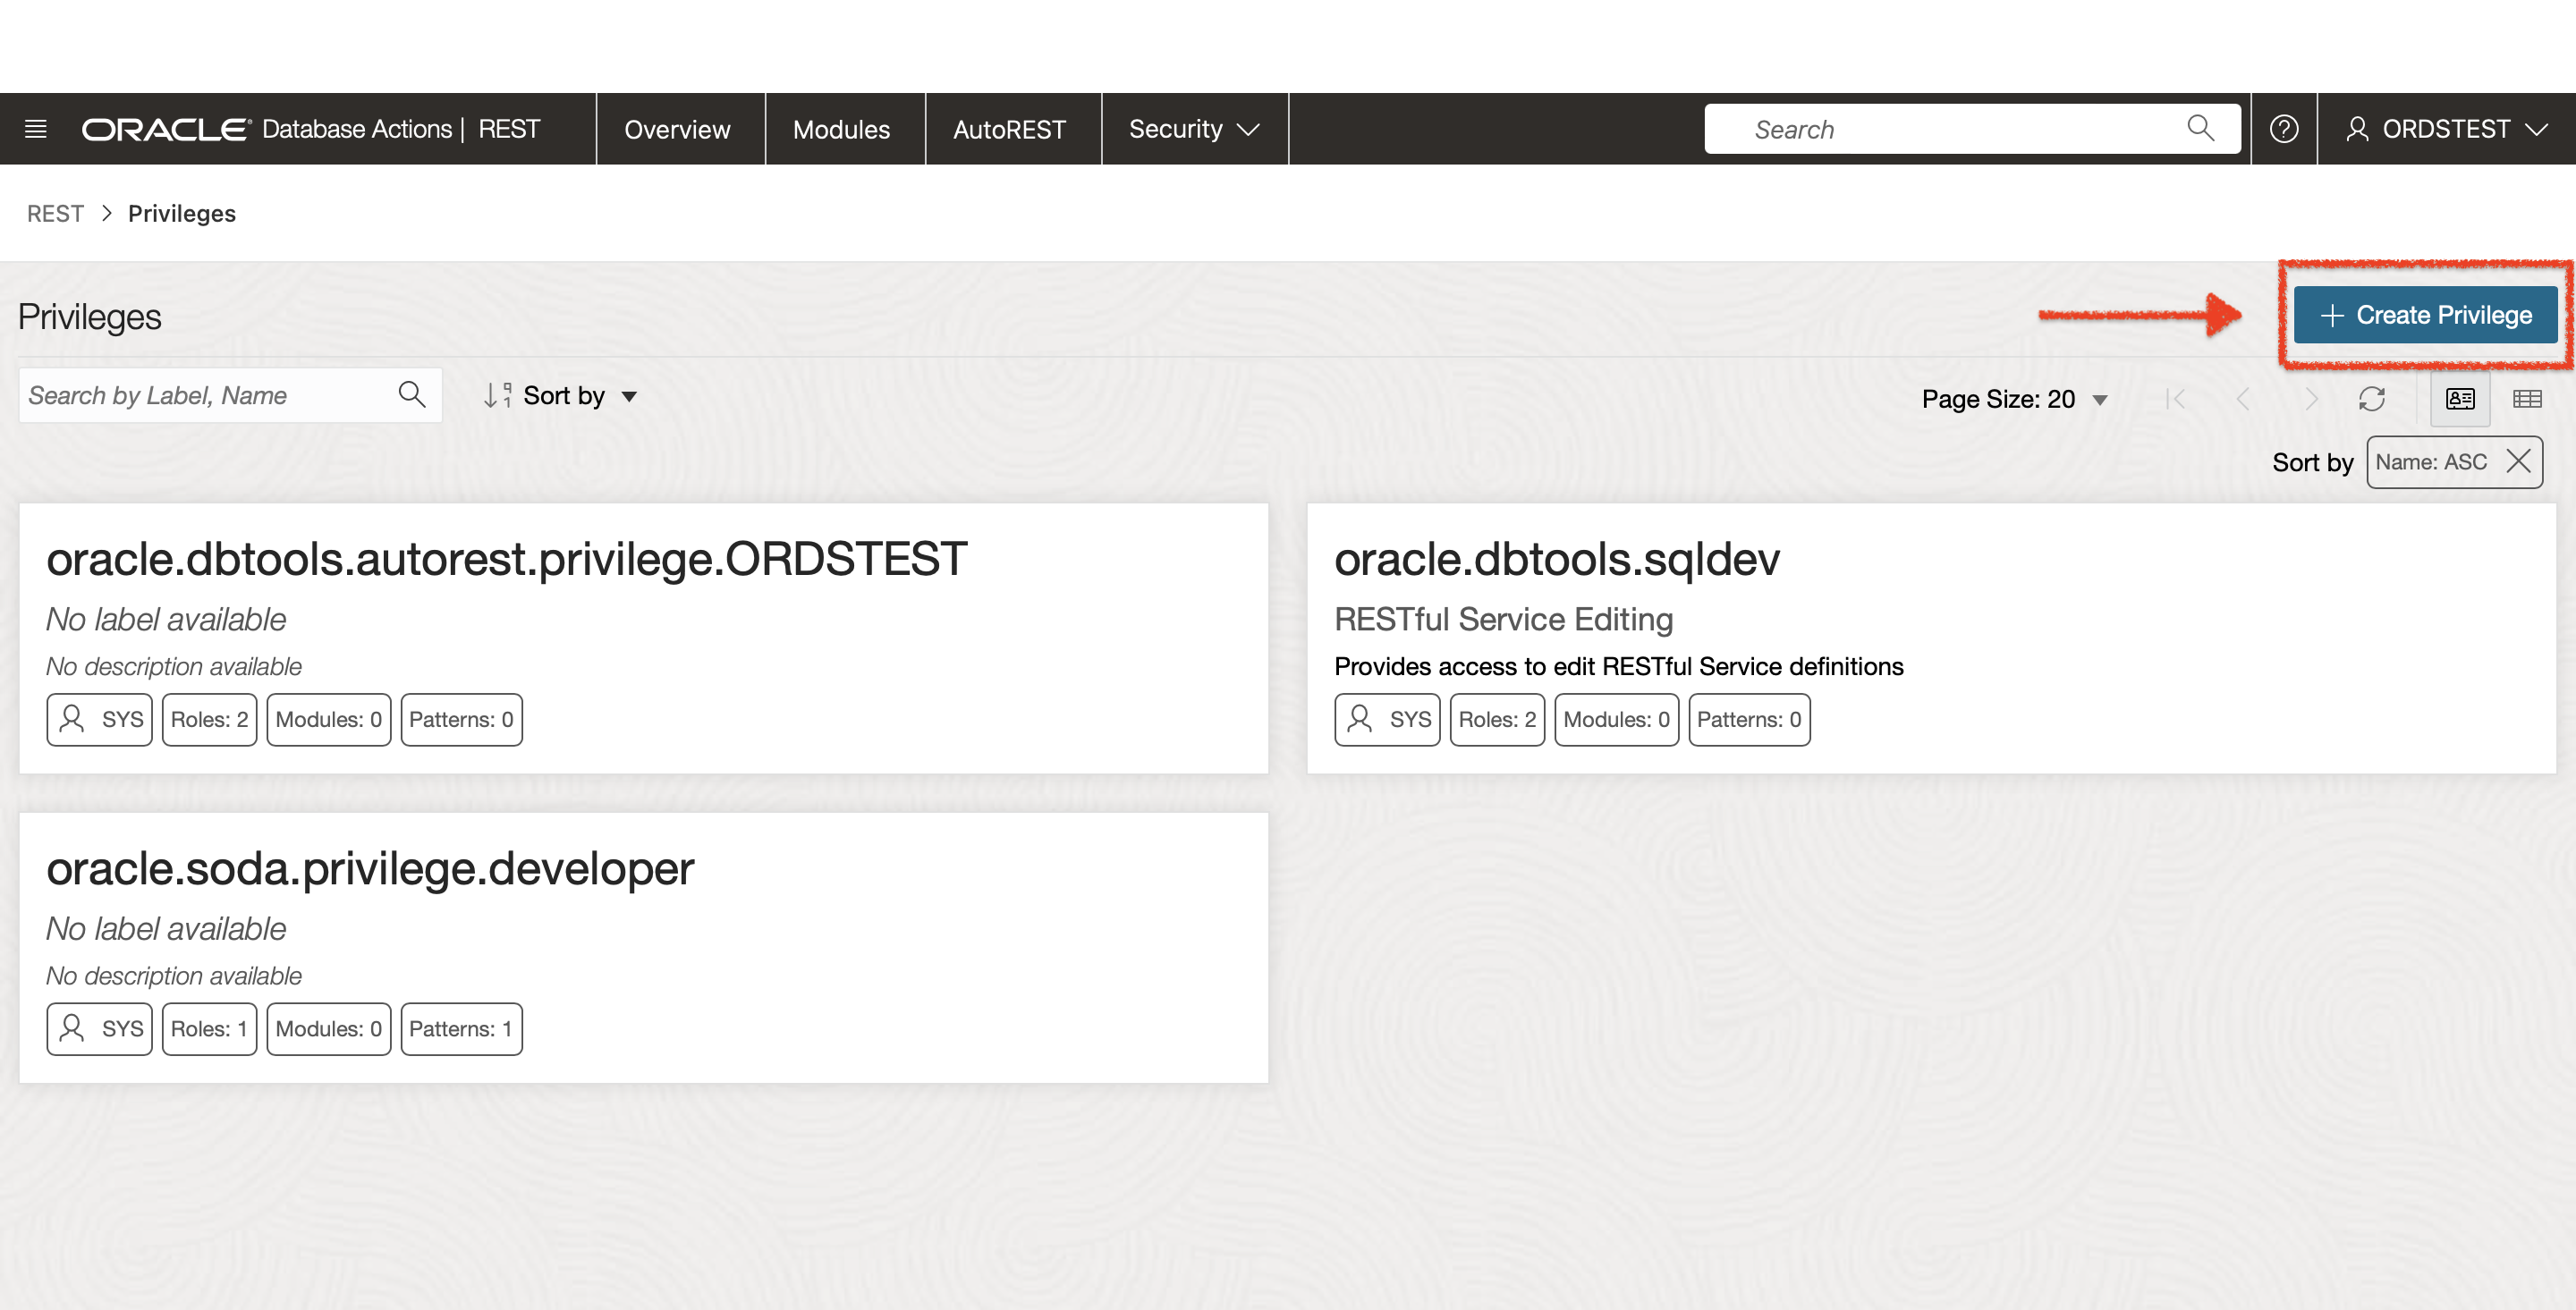 ORACLE Database Actions | REST Overview Modules AutoREST Security Search ORDSTEST
REST > Privileges
Privileges
+ Create Privilege
Search by Label, Name Sort by Page Size: 20
Sort by Name: ASC
oracle.dbtools.autorest.privilege.ORDSTEST
No label available
No description available
SYS Roles: 2 Modules: 0 Patterns: 0
oracle.dbtools.sqldev
RESTful Service Editing
Provides access to edit RESTful Service definitions
SYS Roles: 2 Modules: 0 Patterns: 0
oracle.soda.privilege.developer
No label available
No description available
SYS Roles: 1 Modules: 0 Patterns: 1